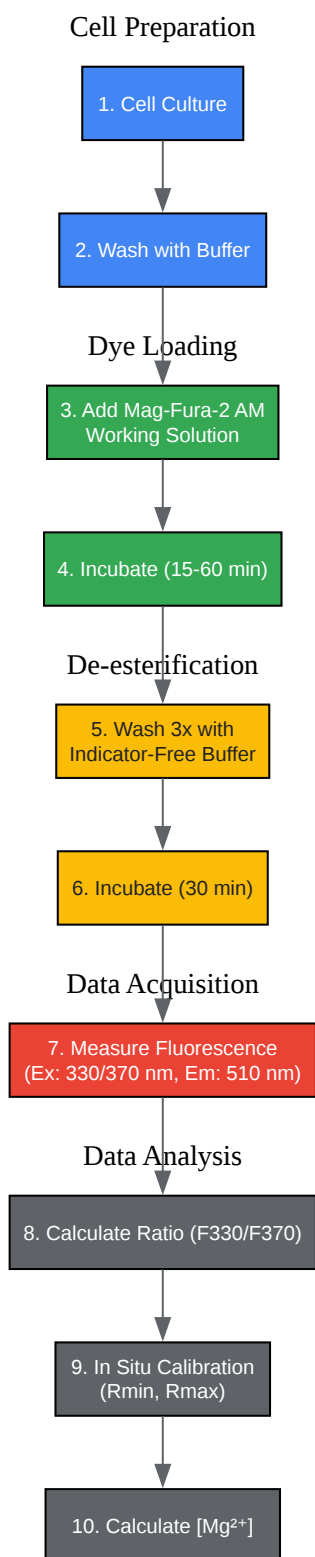 Cell Preparation
1. Cell Culture
2. Wash with Buffer
Dye Loading
3. Add Mag-Fura-2 AM
Working Solution
4. Incubate (15-60 min)
De-esterification
5. Wash 3x with
Indicator-Free Buffer
6. Incubate (30 min)
Data Acquisition
7. Measure Fluorescence
(Ex: 330/370 nm, Em: 510 nm)
Data Analysis
8. Calculate Ratio (F330/F370)
9. In Situ Calibration
(Rmin, Rmax)
10. Calculate [Mg²⁺]